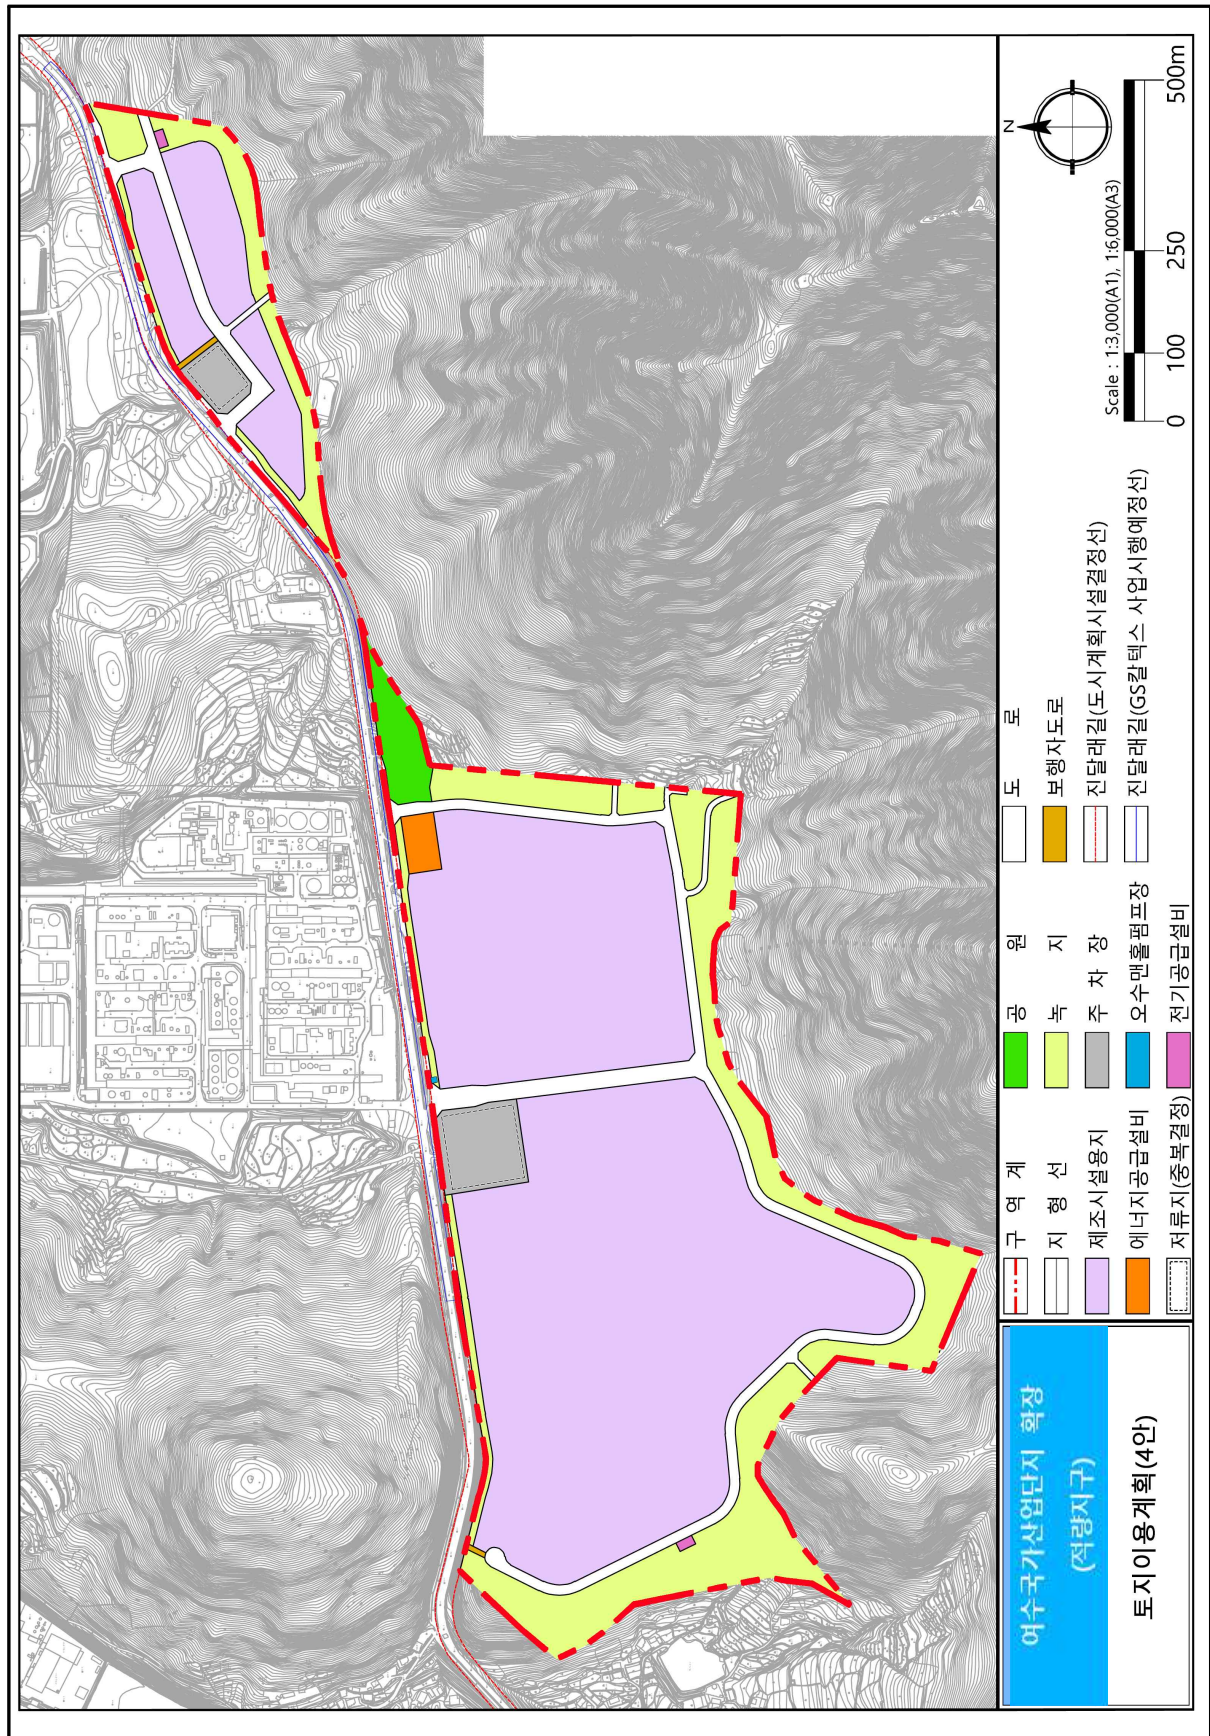 여수국가산업단지 확장
(적량지구)
토지이용계획(4안)
구 역 계
지 형 선
제조시설용지
에너지공급설비
저류지(중복결정)
공 원
녹 지
주 차 장
오수맨홀펌프장
전기공급설비
도 로
보행자도로
진달래길(도시계획시설결정선)
진달래길(GS칼텍스 사업시행예정선)
N
Scale : 1:3,000(A1), 1:6,000(A3)
0 100 250 500m